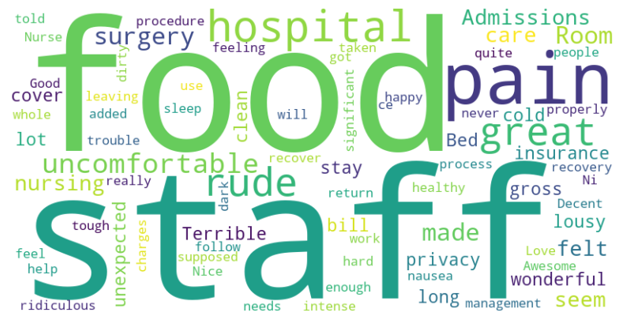 told
Nurse
procedure
surgery
hospital
feeling
taken
got
Admissions
care
Room
quite
people
food
pain
dirty
Good
cover
whole
leaving
added
use
sleep
will
clean
significant
happy
ce
never
cold
properly
lot
trouble
Bed
great
insurance
uncomfortable
recover
stay
process
recovery
nursing
really
rude
return
healthy
gross
Ni
staff
dark
tough
unexpected
charges
Terrible
follow
bill
made
Decent
lousy
feel
help
supposed
Nice
work
hard
privacy
nausea
felt
Love
Awesome
wonderful
ridiculous
needs
enough
intense
long
management
seem